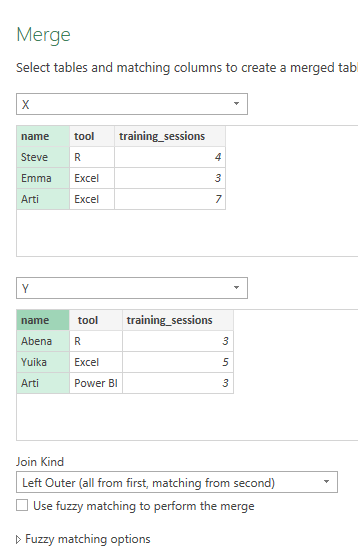 Merge
Select tables and matching columns to create a merged tabl
X
name tool training_sessions
Steve R 4
Emma Excel 3
Arti Excel 7
Y
name tool training_sessions
Abena R 3
Yuika Excel 5
Arti Power BI 3
Join Kind
Left Outer (all from first, matching from second)
Use fuzzy matching to perform the merge
Fuzzy matching options